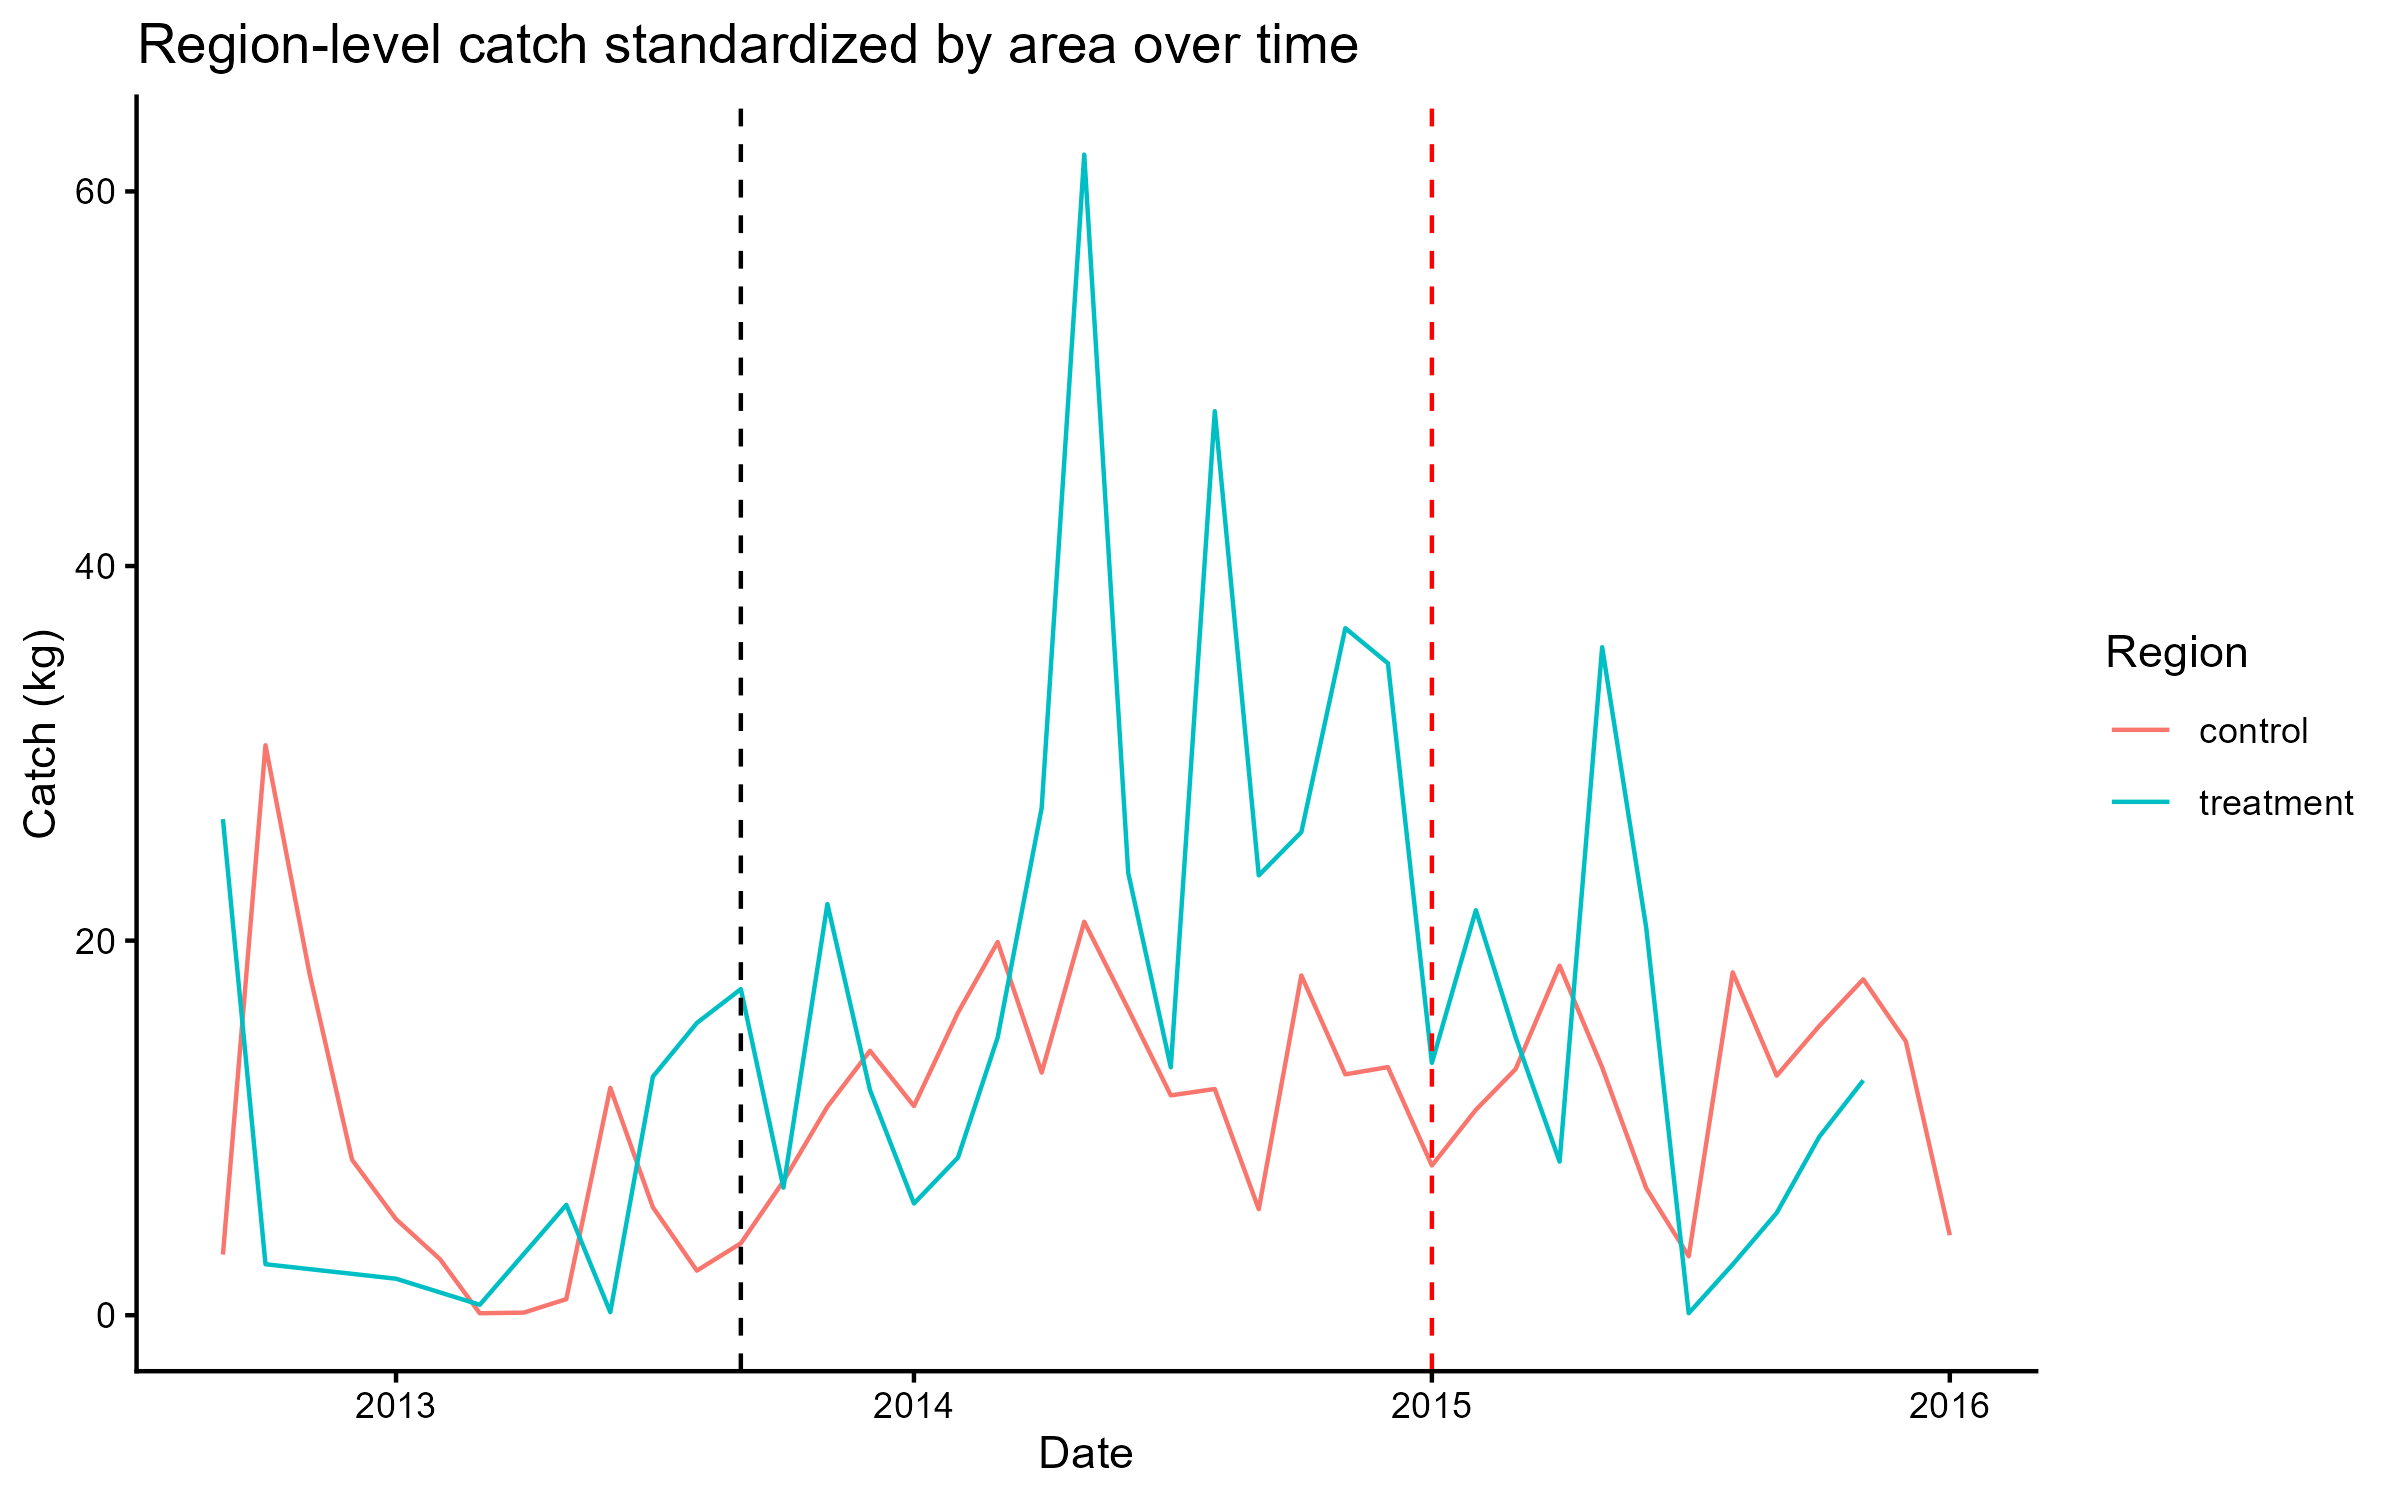 Region-level catch standardized by area over time
Catch (kg)
60
40
20
0
2013
2014
2015
2016
Date
Region
control
treatment